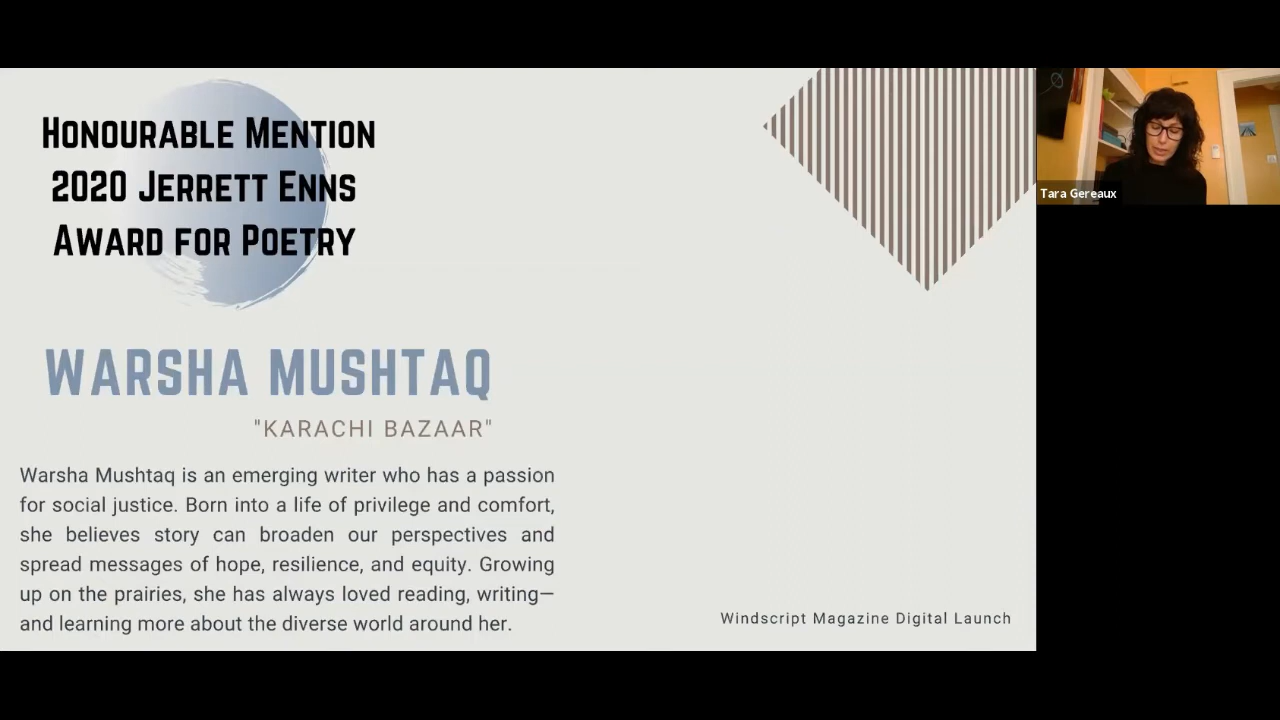 Honourable Mention
2020 Jerrett Enns
Award for Poetry
WARSHA MUSHTAQ
"KARACHI BAZAAR"
Warsha Mushtaq is an emerging writer who has a passion
for social justice. Born into a life of privilege and comfort,
she believes story can broaden our perspectives and
spread messages of hope, resilience, and equity. Growing
up on the prairies, she has always loved reading, writing—
and learning more about the diverse world around her.
Windscript Magazine Digital Launch
Tara Gereaux